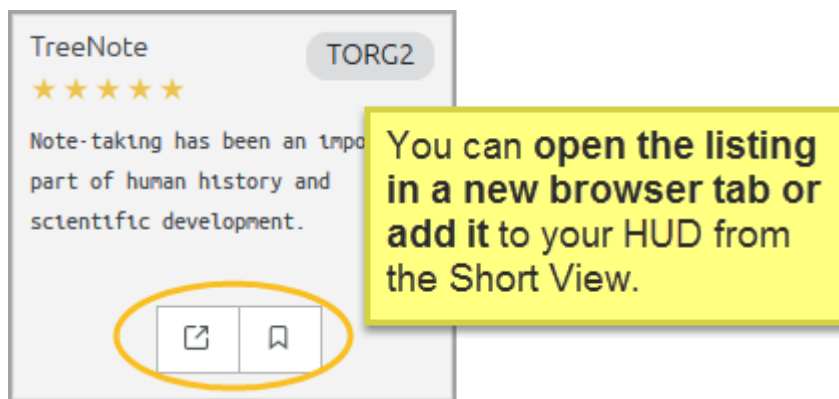 TreeNote
TORG2
Note-taking has been an
part of human history and
scientific development.
You can open the listing
in a new browser tab or
add it to your HUD from
the Short View.